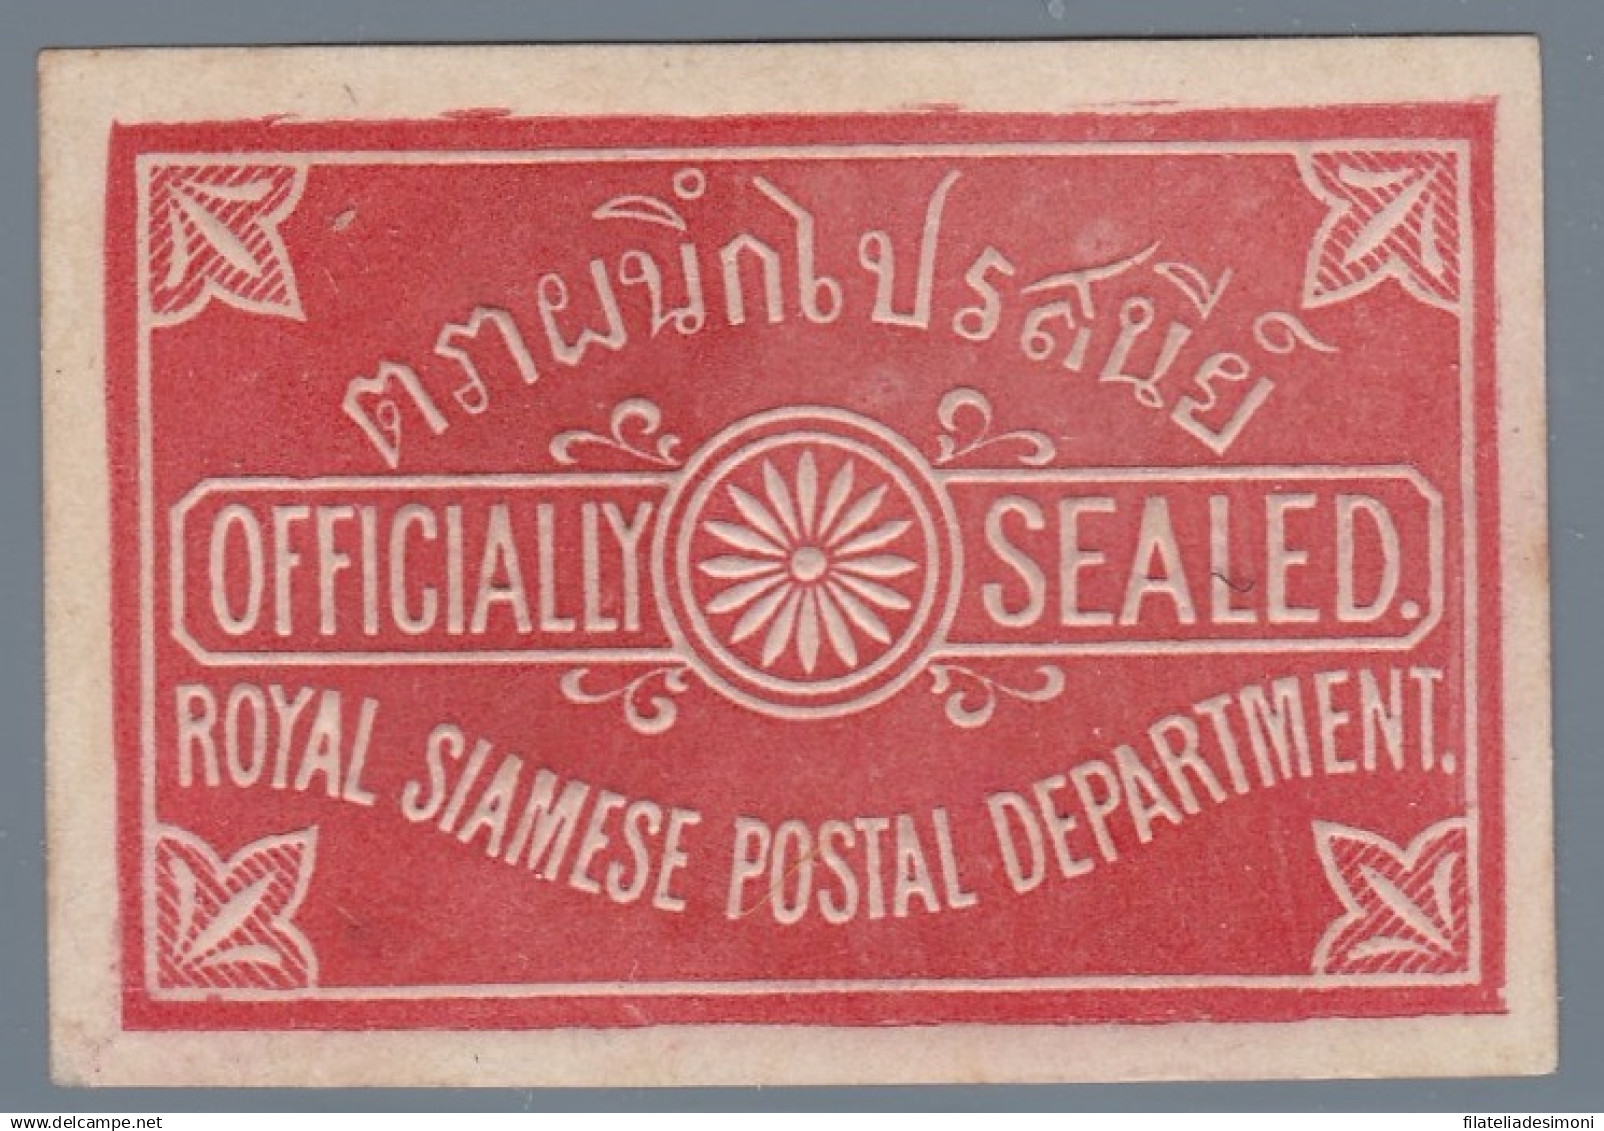 ตราผนึกไปรสนีย์
OFFICIALLY SEALED.
ROYAL SIAMESE POSTAL DEPARTMENT.
delcampe.net
filateliadesimoni